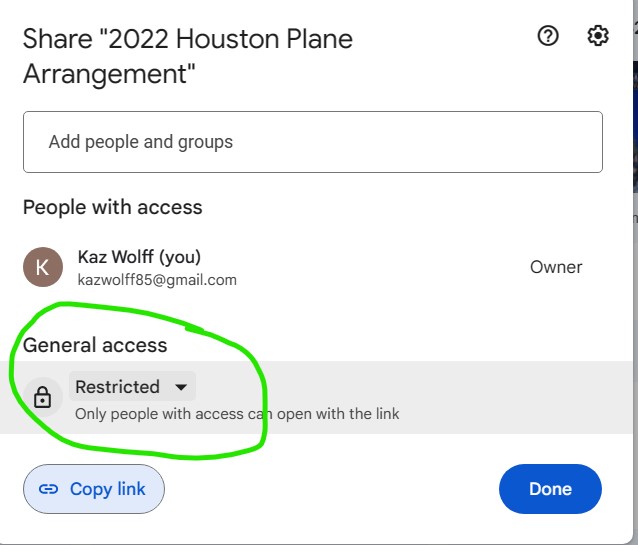 Share "2022 Houston Plane
Arrangement"
Add people and groups
People with access
K
Kaz Wolff (you)
kazwolff85@gmail.com
Owner
General access
Restricted
Only people with access can open with the link
Copy link
Done